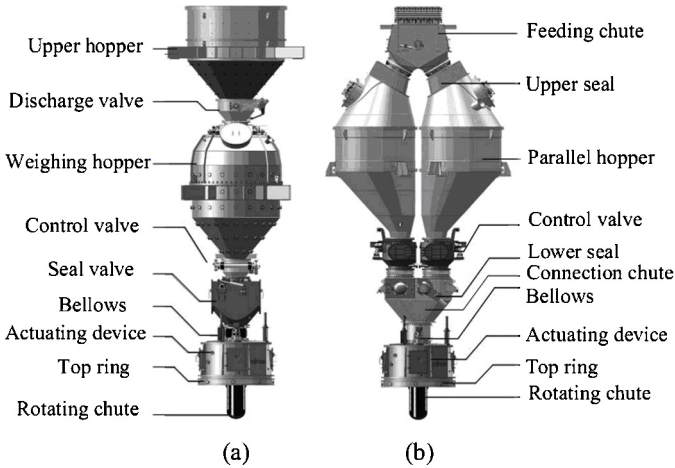 Upper hopper
Discharge valve
Weighing hopper
Control valve
Seal valve
Bellows
Actuating device
Top ring
Rotating chute
(a)
Feeding chute
Upper seal
Parallel hopper
Control valve
Lower seal
Connection chute
Bellows
Actuating device
Top ring
Rotating chute
(b)